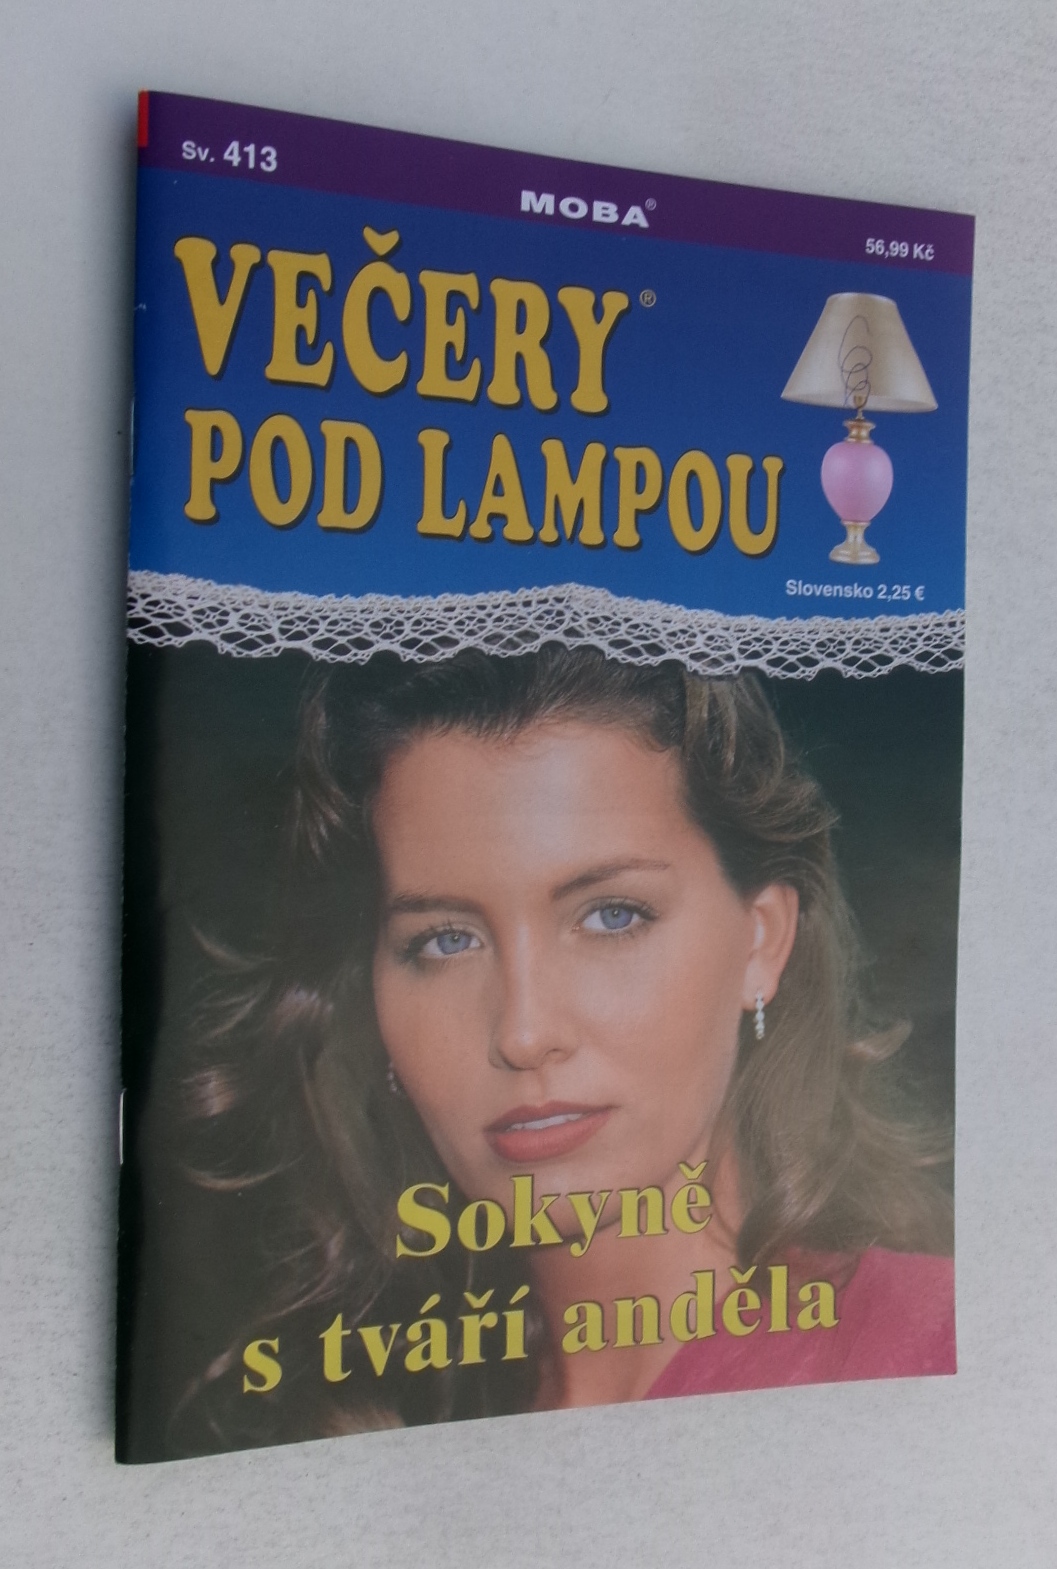 Sv. 413
MOBA®
56,99 Kč
VEČERY®
POD LAMPOU
Slovensko 2,25 €
Sokyně
s tváří anděla